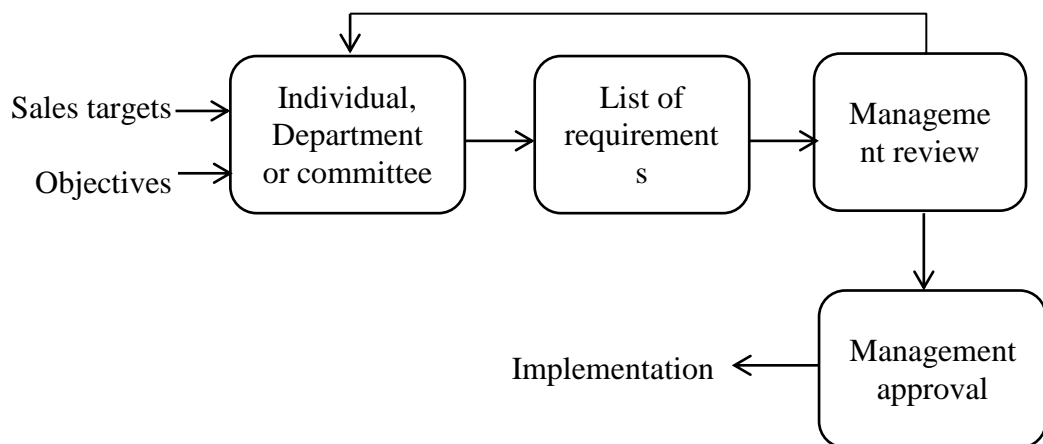 Sales targets
Objectives
Individual,
Department
or committee
List of
requirement
s
Manageme
nt review
Management
approval
Implementation